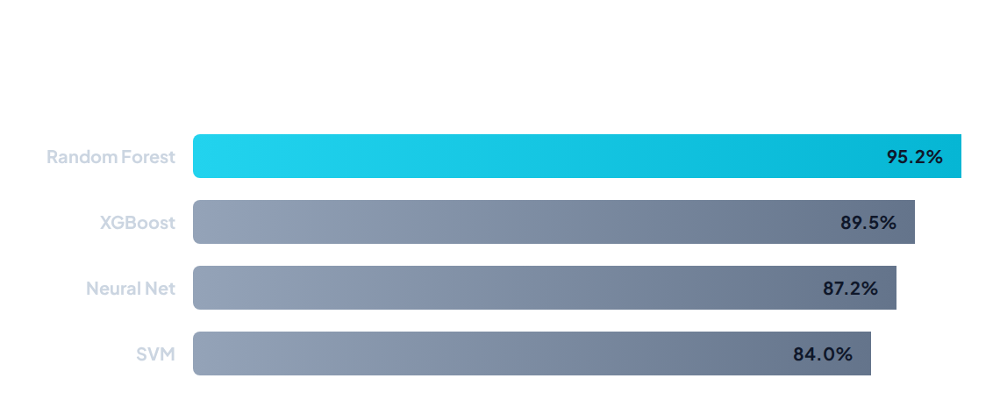 Random Forest 95.2%
XGBoost 89.5%
Neural Net 87.2%
SVM 84.0%